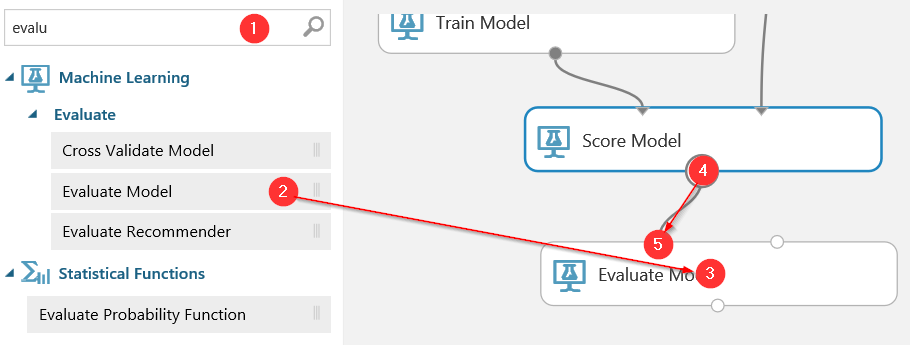 evalu
1
Machine Learning
Evaluate
Cross Validate Model
Evaluate Model
2
Evaluate Recommender
Statistical Functions
Evaluate Probability Function
Train Model
Score Model
4
5
Evaluate Mo
3